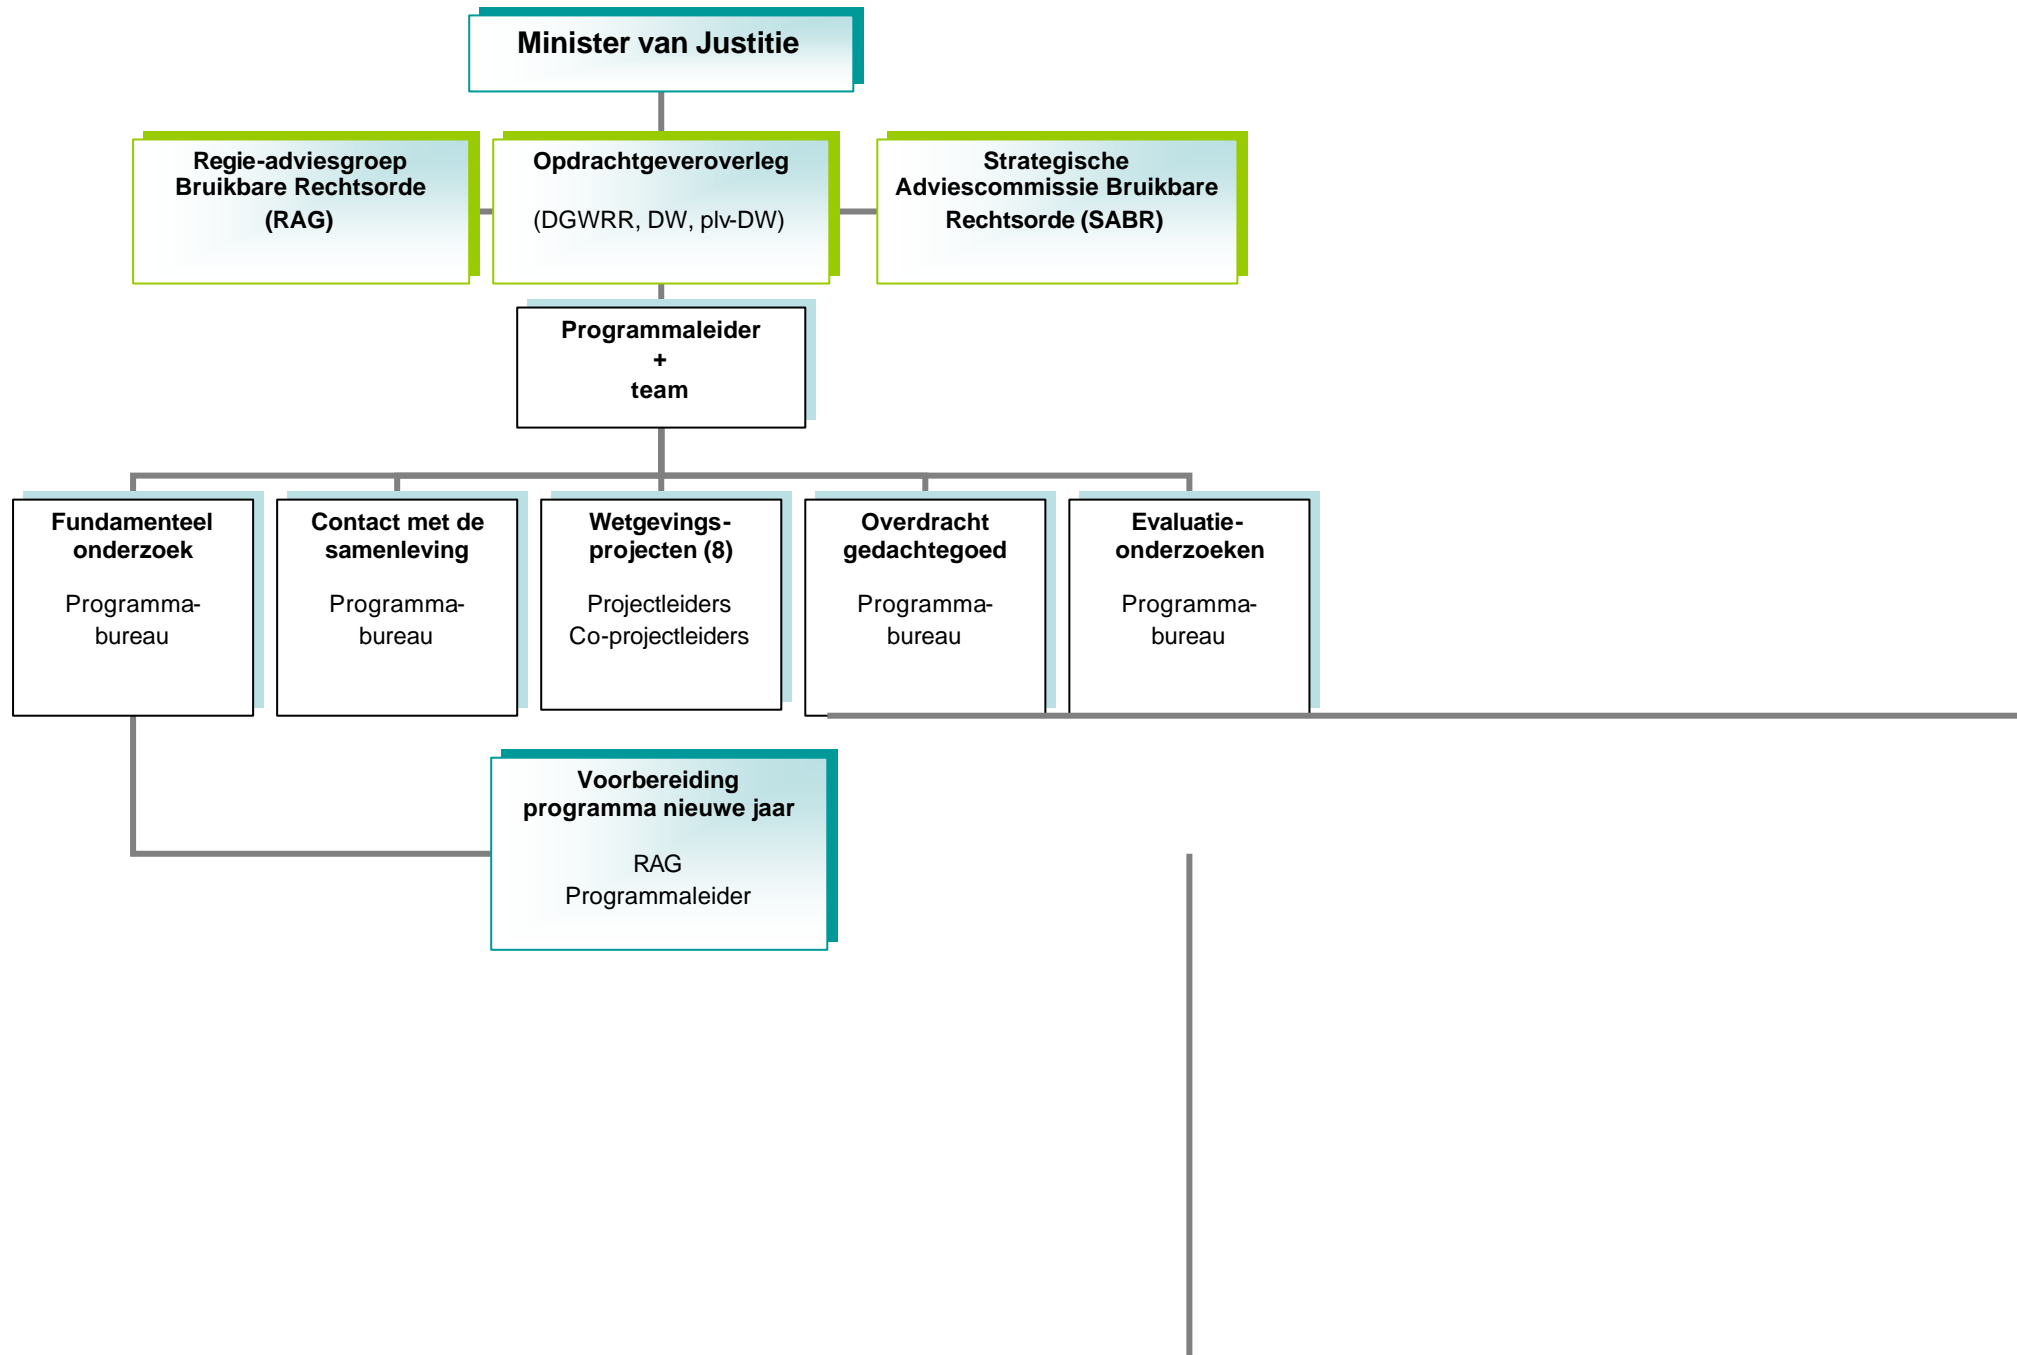 Minister van Justitie
Regie-adviesgroep
Bruikbare Rechtsorde
(RAG)
Opdrachtgeveroverleg
(DGWRR, DW, plv-DW)
Strategische
Adviescommissie Bruikbare
Rechtsorde (SABR)
Programmaleider
+
team
Fundamenteel
onderzoek
Programma-
bureau
Contact met de
samenleving
Programma-
bureau
Wetgevings-
projecten (8)
Projectleiders
Co-projectleiders
Overdracht
gedachtegoed
Programma-
bureau
Evaluatie-
onderzoeken
Programma-
bureau
Voorbereiding
programma nieuwe jaar
RAG
Programmaleider